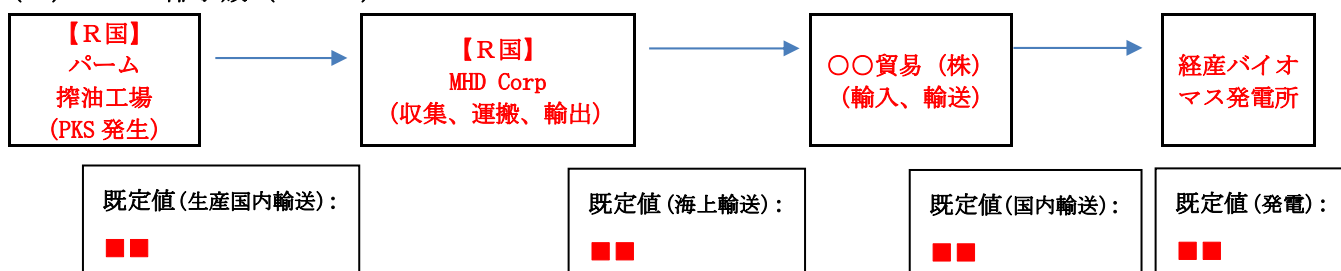 【R国】
パーム
搾油工場
(PKS 発生)
【R国】
MHD Corp
(収集、運搬、輸出)
〇〇貿易（株）
（輸入、輸送）
経産バイオ
マス発電所
既定値(生産国内輸送)：
■■
既定値(海上輸送)：
■■
既定値(国内輸送)：
■■
既定値(発電)：
■■